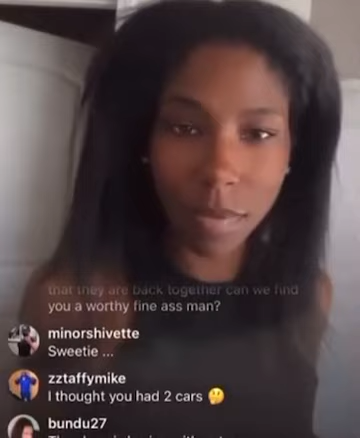 that they are back together can we find
you a worthy fine ass man?
minorshivette
Sweetie ...
zztaffymike
I thought you had 2 cars 🤔
bundu27